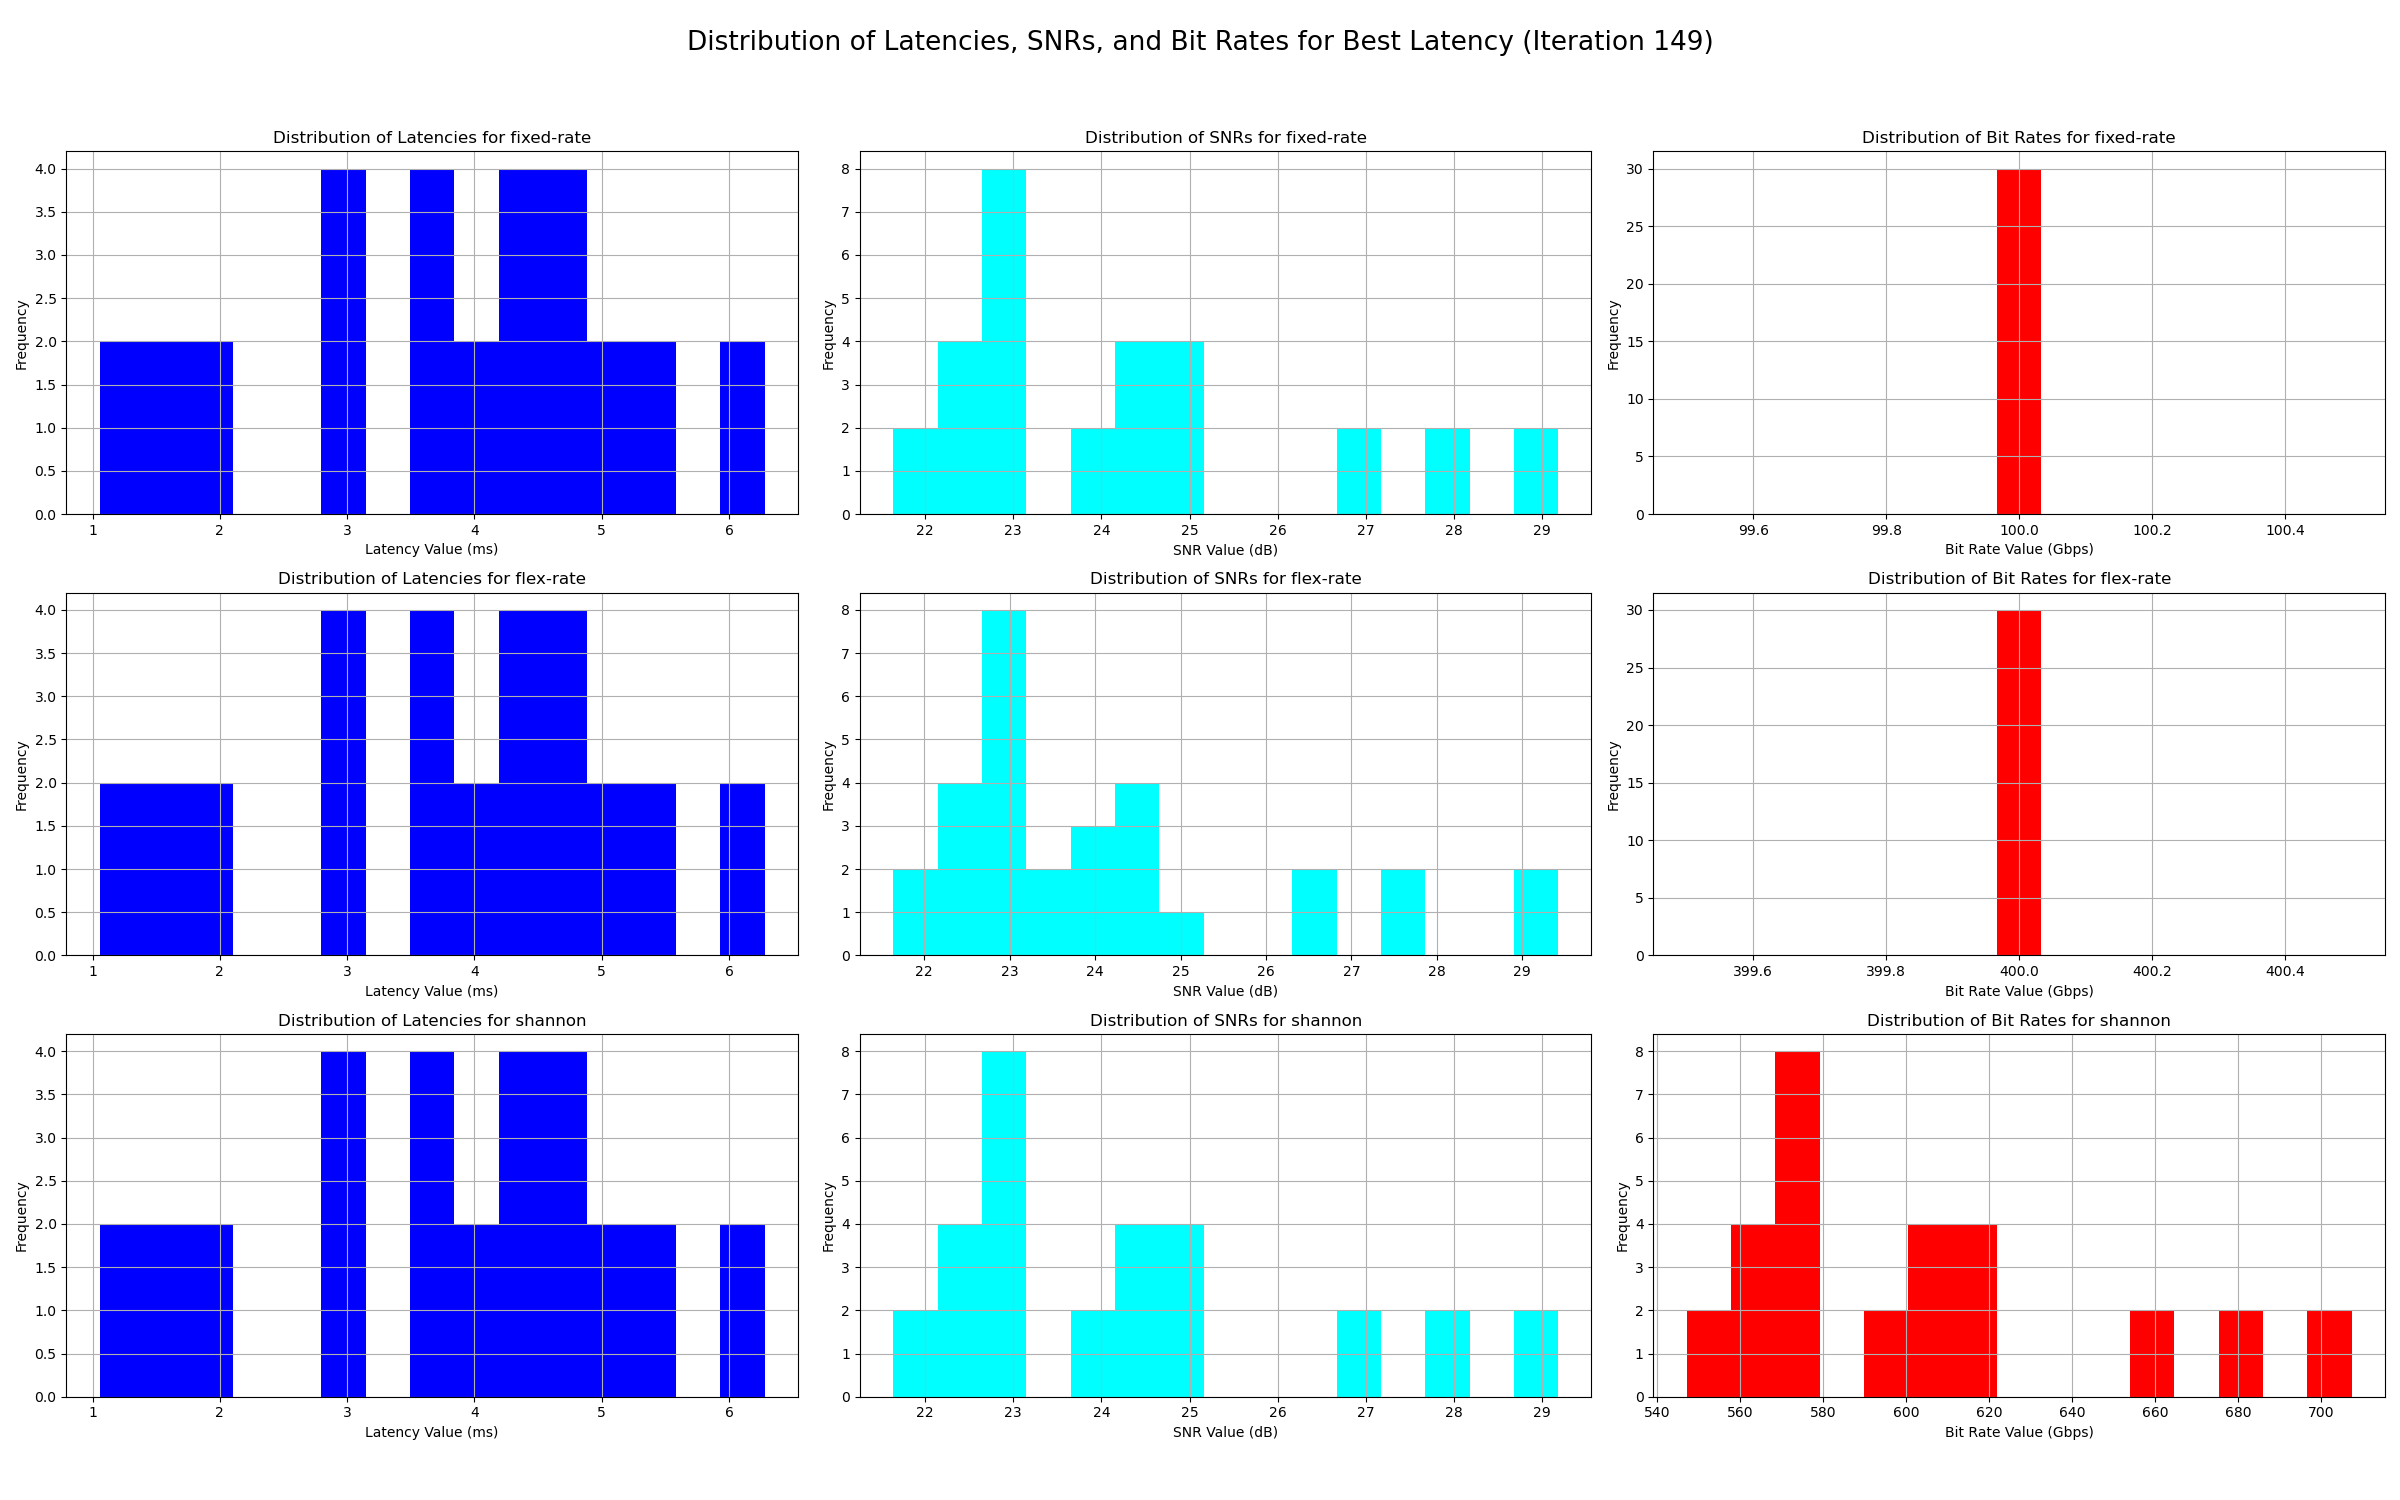 Distribution of Latencies, SNRs, and Bit Rates for Best Latency (Iteration 149)
Distribution of Latencies for fixed-rate
Frequency
4.0
3.5
3.0
2.5
2.0
1.5
1.0
0.5
0.0
1 2 3 4 5 6
Latency Value (ms)
Distribution of SNRs for fixed-rate
Frequency
8
7
6
5
4
3
2
1
0
22 23 24 25 26 27 28 29
SNR Value (dB)
Distribution of Bit Rates for fixed-rate
Frequency
30
25
20
15
10
5
0
99.6 99.8 100.0 100.2 100.4
Bit Rate Value (Gbps)
Distribution of Latencies for flex-rate
Frequency
4.0
3.5
3.0
2.5
2.0
1.5
1.0
0.5
0.0
1 2 3 4 5 6
Latency Value (ms)
Distribution of SNRs for flex-rate
Frequency
8
7
6
5
4
3
2
1
0
22 23 24 25 26 27 28 29
SNR Value (dB)
Distribution of Bit Rates for flex-rate
Frequency
30
25
20
15
10
5
0
399.6 399.8 400.0 400.2 400.4
Bit Rate Value (Gbps)
Distribution of Latencies for shannon
Frequency
4.0
3.5
3.0
2.5
2.0
1.5
1.0
0.5
0.0
1 2 3 4 5 6
Latency Value (ms)
Distribution of SNRs for shannon
Frequency
8
7
6
5
4
3
2
1
0
22 23 24 25 26 27 28 29
SNR Value (dB)
Distribution of Bit Rates for shannon
Frequency
8
7
6
5
4
3
2
1
0
540 560 580 600 620 640 660 680 700
Bit Rate Value (Gbps)